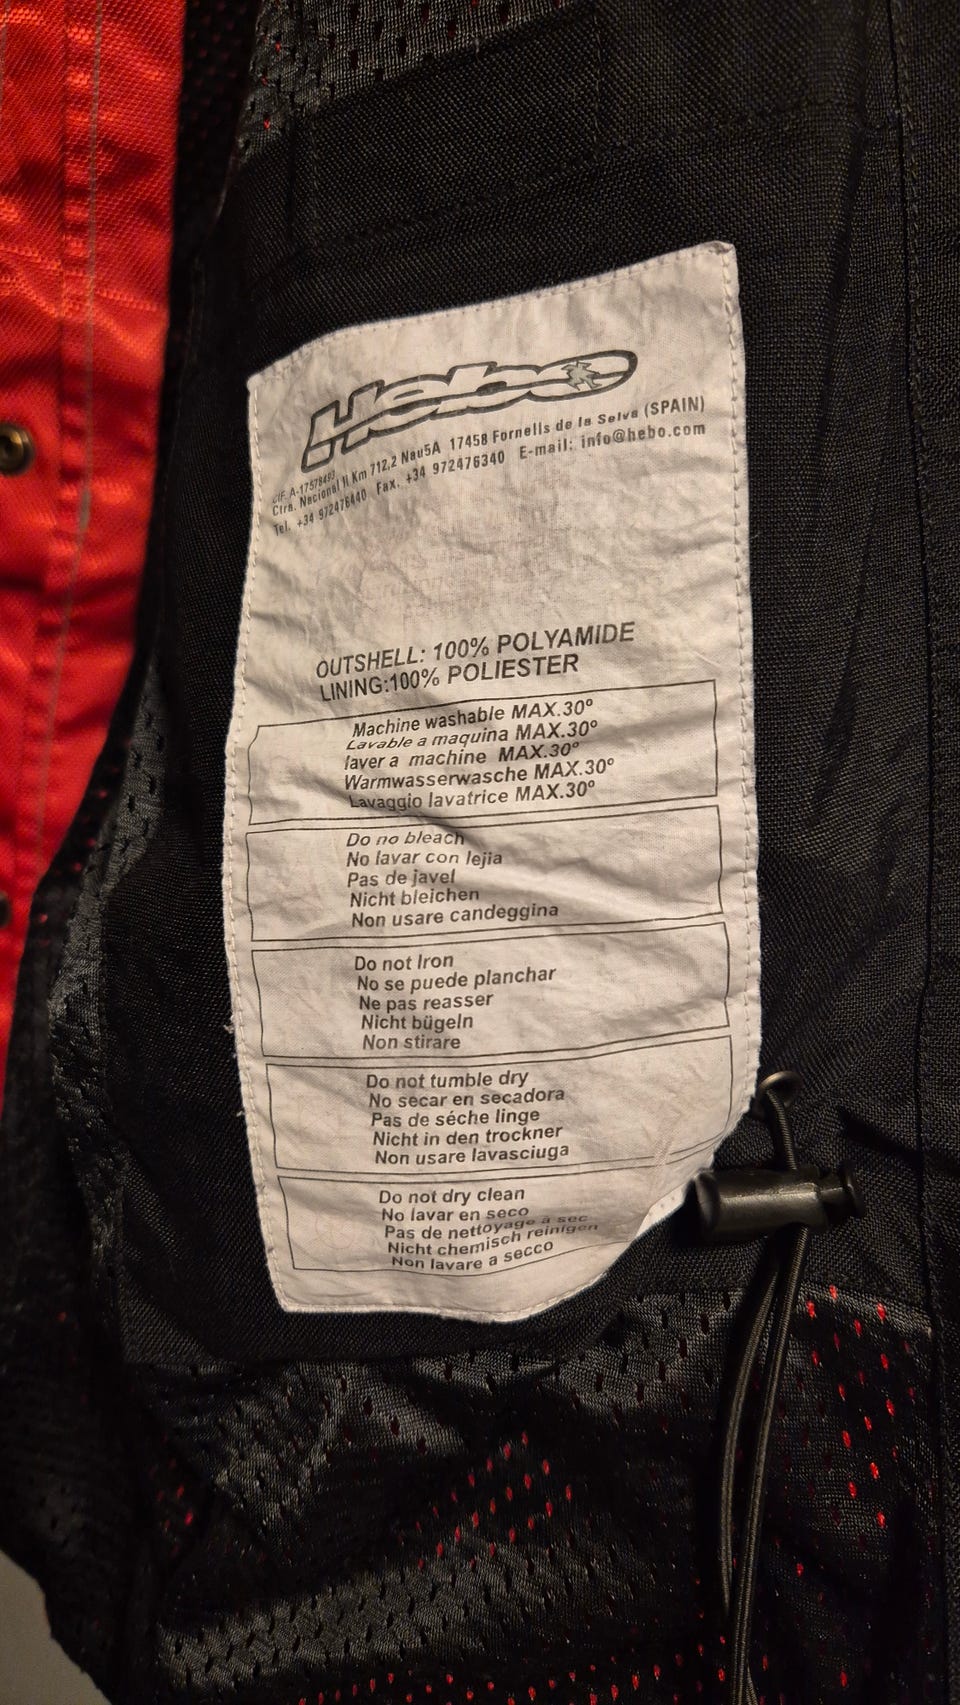 Hebo
CIF. A-17578493
Ctra. Nacional II Km 712,2 Nau5A 17458 Fornells de la Selva (SPAIN)
Tel. +34 972476440 Fax. +34 972476340 E-mail: info@hebo.com
OUTSHELL: 100% POLYAMIDE
LINING:100% POLIESTER
Machine washable MAX.30º
Lavable a maquina MAX.30º
laver a machine MAX.30º
Warmwasserwasche MAX.30º
Lavaggio lavatrice MAX.30º
Do no bleach
No lavar con lejia
Pas de javel
Nicht bleichen
Non usare candeggina
Do not Iron
No se puede planchar
Ne pas reasser
Nicht bügeln
Non stirare
Do not tumble dry
No secar en secadora
Pas de séche linge
Nicht in den trockner
Non usare lavasciuga
Do not dry clean
No lavar en seco
Pas de nettoyage à sec
Nicht chemisch reinigen
Non lavare a secco